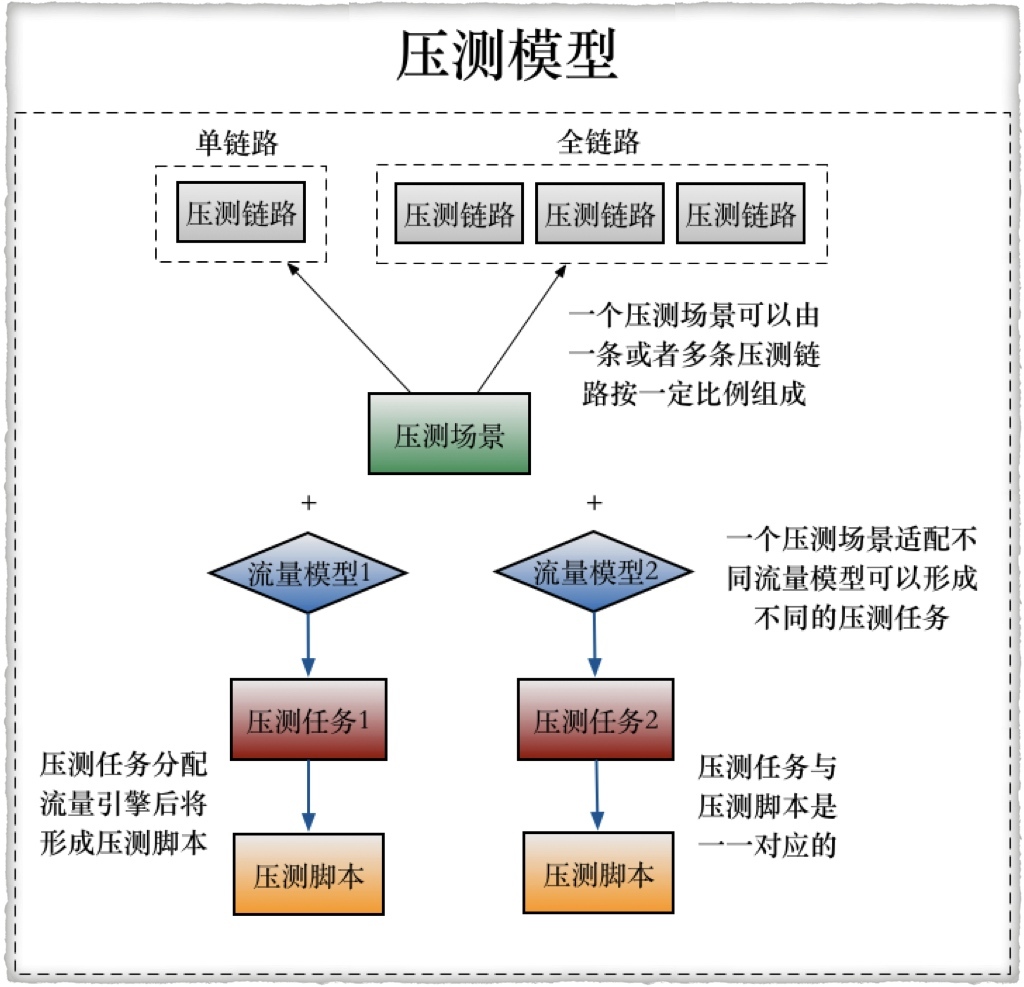 压测模型
单链路
全链路
压测链路
压测链路
压测链路
压测链路
一个压测场景可以由
一条或者多条压测链
路按一定比例组成
压测场景
+
+
流量模型1
流量模型2
一个压测场景适配不
同流量模型可以形成
不同的压测任务
压测任务1
压测任务2
压测任务分配
流量引擎后将
形成压测脚本
压测任务与
压测脚本是
一一对应的
压测脚本
压测脚本